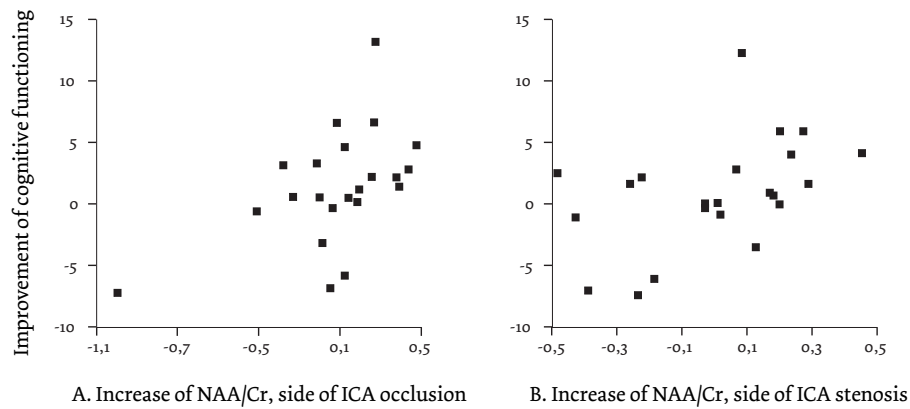 Improvement of cognitive functioning
15
10
5
0
-5
-10
-1,1 -0,7 -0,5 0,1 0,5
A. Increase of NAA/Cr, side of ICA occlusion
15
10
5
0
-5
-10
-0,5 -0,3 -0,1 0,1 0,3 0,5
B. Increase of NAA/Cr, side of ICA stenosis